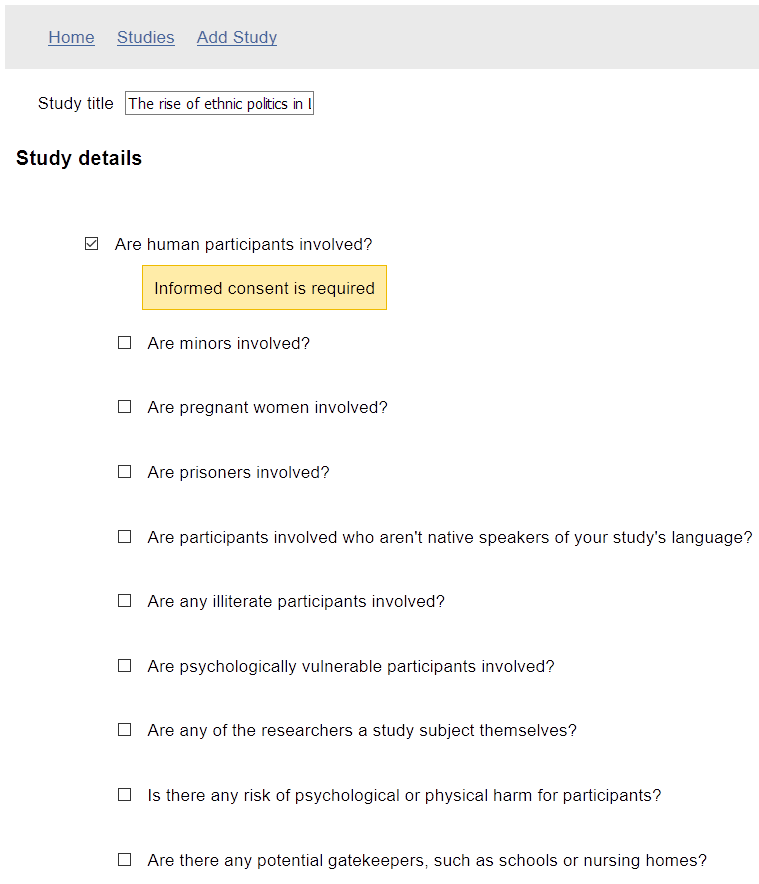 Home Studies Add Study
Study title The rise of ethnic politics in
Study details
Are human participants involved?
Informed consent is required
Are minors involved?
Are pregnant women involved?
Are prisoners involved?
Are participants involved who aren't native speakers of your study's language?
Are any illiterate participants involved?
Are psychologically vulnerable participants involved?
Are any of the researchers a study subject themselves?
Is there any risk of psychological or physical harm for participants?
Are there any potential gatekeepers, such as schools or nursing homes?